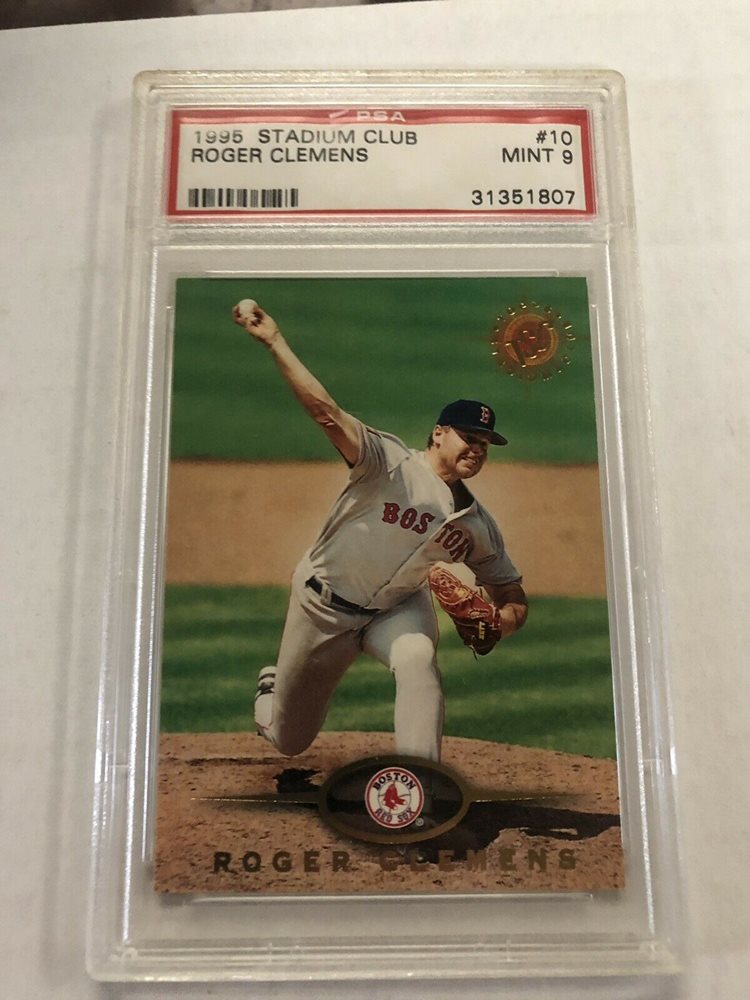 PSA
1995 STADIUM CLUB #10
ROGER CLEMENS MINT 9
31351807
B
BOSTON
BOSTON
RED SOX
®
ROGER CLEMENS